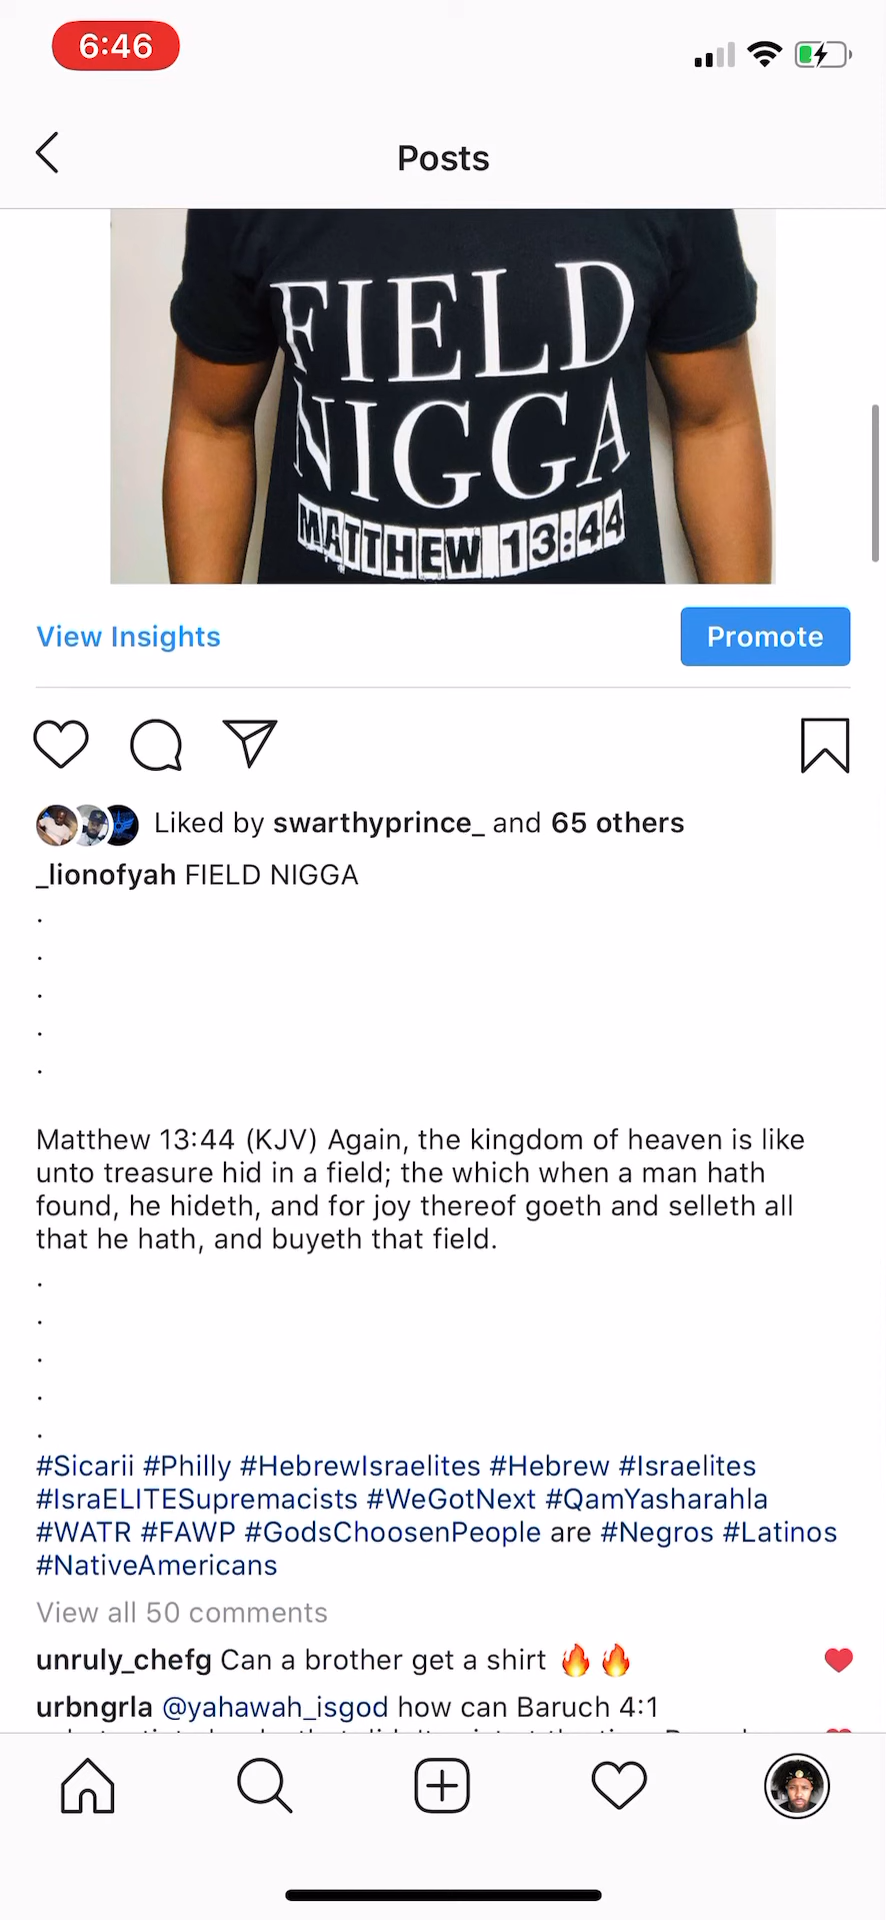 6:46
Posts
FIELD
NIGGA
MATTHEW 13:44
View Insights
Promote
Liked by swarthyprince_ and 65 others
_lionofyah FIELD NIGGA
.
.
.
.
.
Matthew 13:44 (KJV) Again, the kingdom of heaven is like
unto treasure hid in a field; the which when a man hath
found, he hideth, and for joy thereof goeth and selleth all
that he hath, and buyeth that field.
.
.
.
.
.
#Sicarii #Philly #HebrewIsraelites #Hebrew #Israelites
#IsraELITESupremacists #WeGotNext #QamYasharahla
#WATR #FAWP #GodsChoosenPeople are #Negros #Latinos
#NativeAmericans
View all 50 comments
unruly_chefg Can a brother get a shirt 🔥🔥
urbngrla @yahawah_isgod how can Baruch 4:1